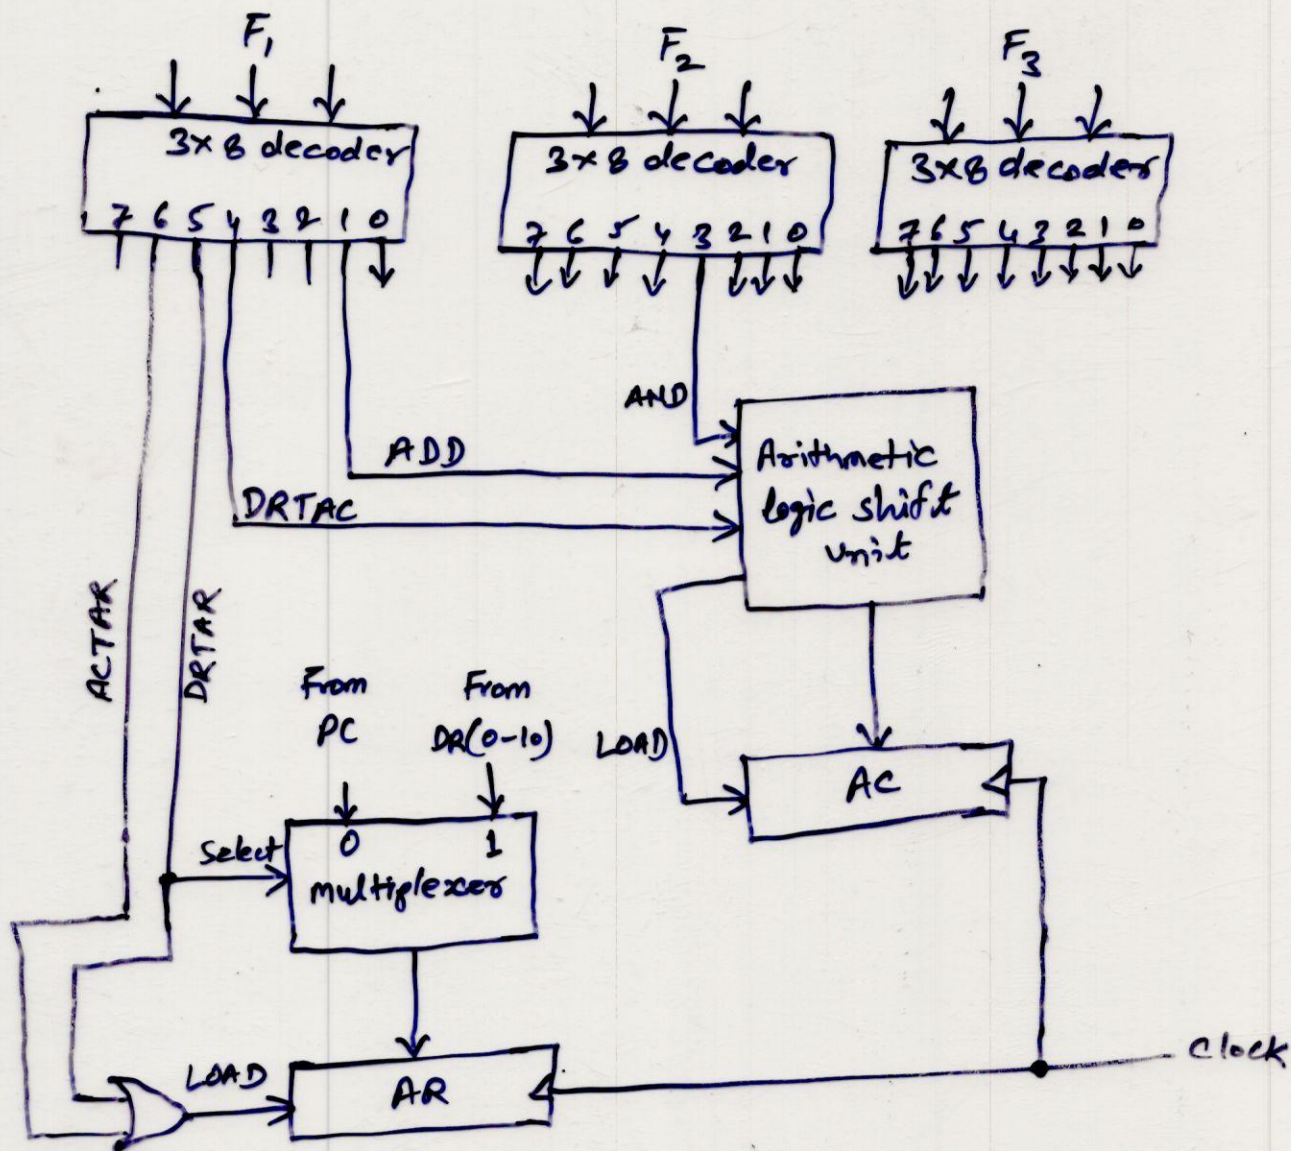 F1
F2
F3
3x8 decoder
7 6 5 4 3 2 1 0
3x8 decoder
7 6 5 4 3 2 1 0
3x8 decoder
7 6 5 4 3 2 1 0
AND
ADD
DRTAC
Arithmetic
logic shift
unit
ACTAR
DRTAR
From
PC
From
DR(0-10)
LOAD
AC
Select
0 1
multiplexer
LOAD
AR
Clock